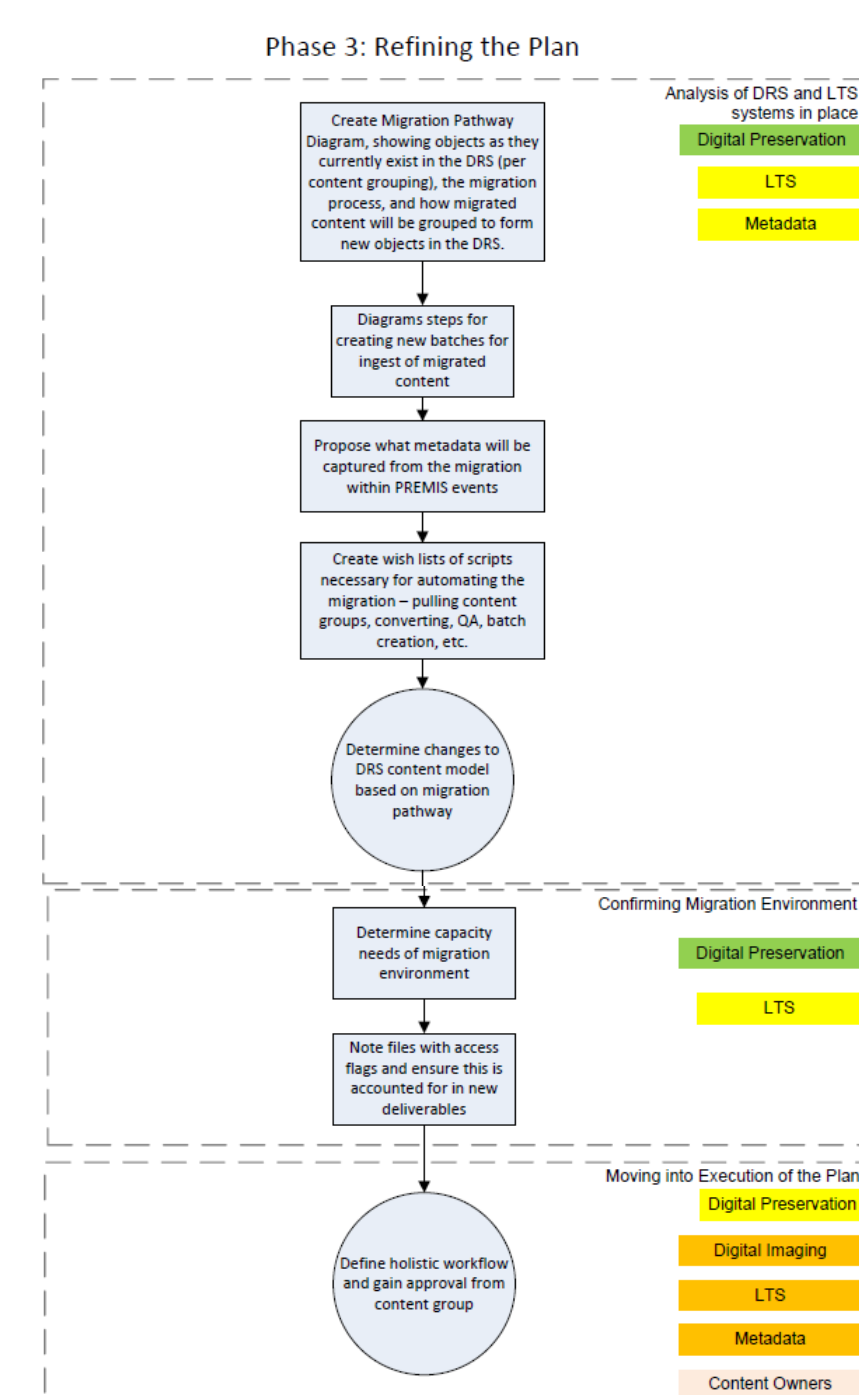 Phase 3: Refining the Plan
Analysis of DRS and LTS
systems in place
Digital Preservation
LTS
Metadata
Create Migration Pathway
Diagram, showing objects as they
currently exist in the DRS (per
content grouping), the migration
process, and how migrated
content will be grouped to form
new objects in the DRS.
Diagrams steps for
creating new batches for
ingest of migrated
content
Propose what metadata will be
captured from the migration
within PREMIS events
Create wish lists of scripts
necessary for automating the
migration – pulling content
groups, converting, QA, batch
creation, etc.
Determine changes to
DRS content model
based on migration
pathway
Confirming Migration Environment
Digital Preservation
LTS
Determine capacity
needs of migration
environment
Note files with access
flags and ensure this is
accounted for in new
deliverables
Moving into Execution of the Plan
Digital Preservation
Digital Imaging
LTS
Metadata
Content Owners
Define holistic workflow
and gain approval from
content group